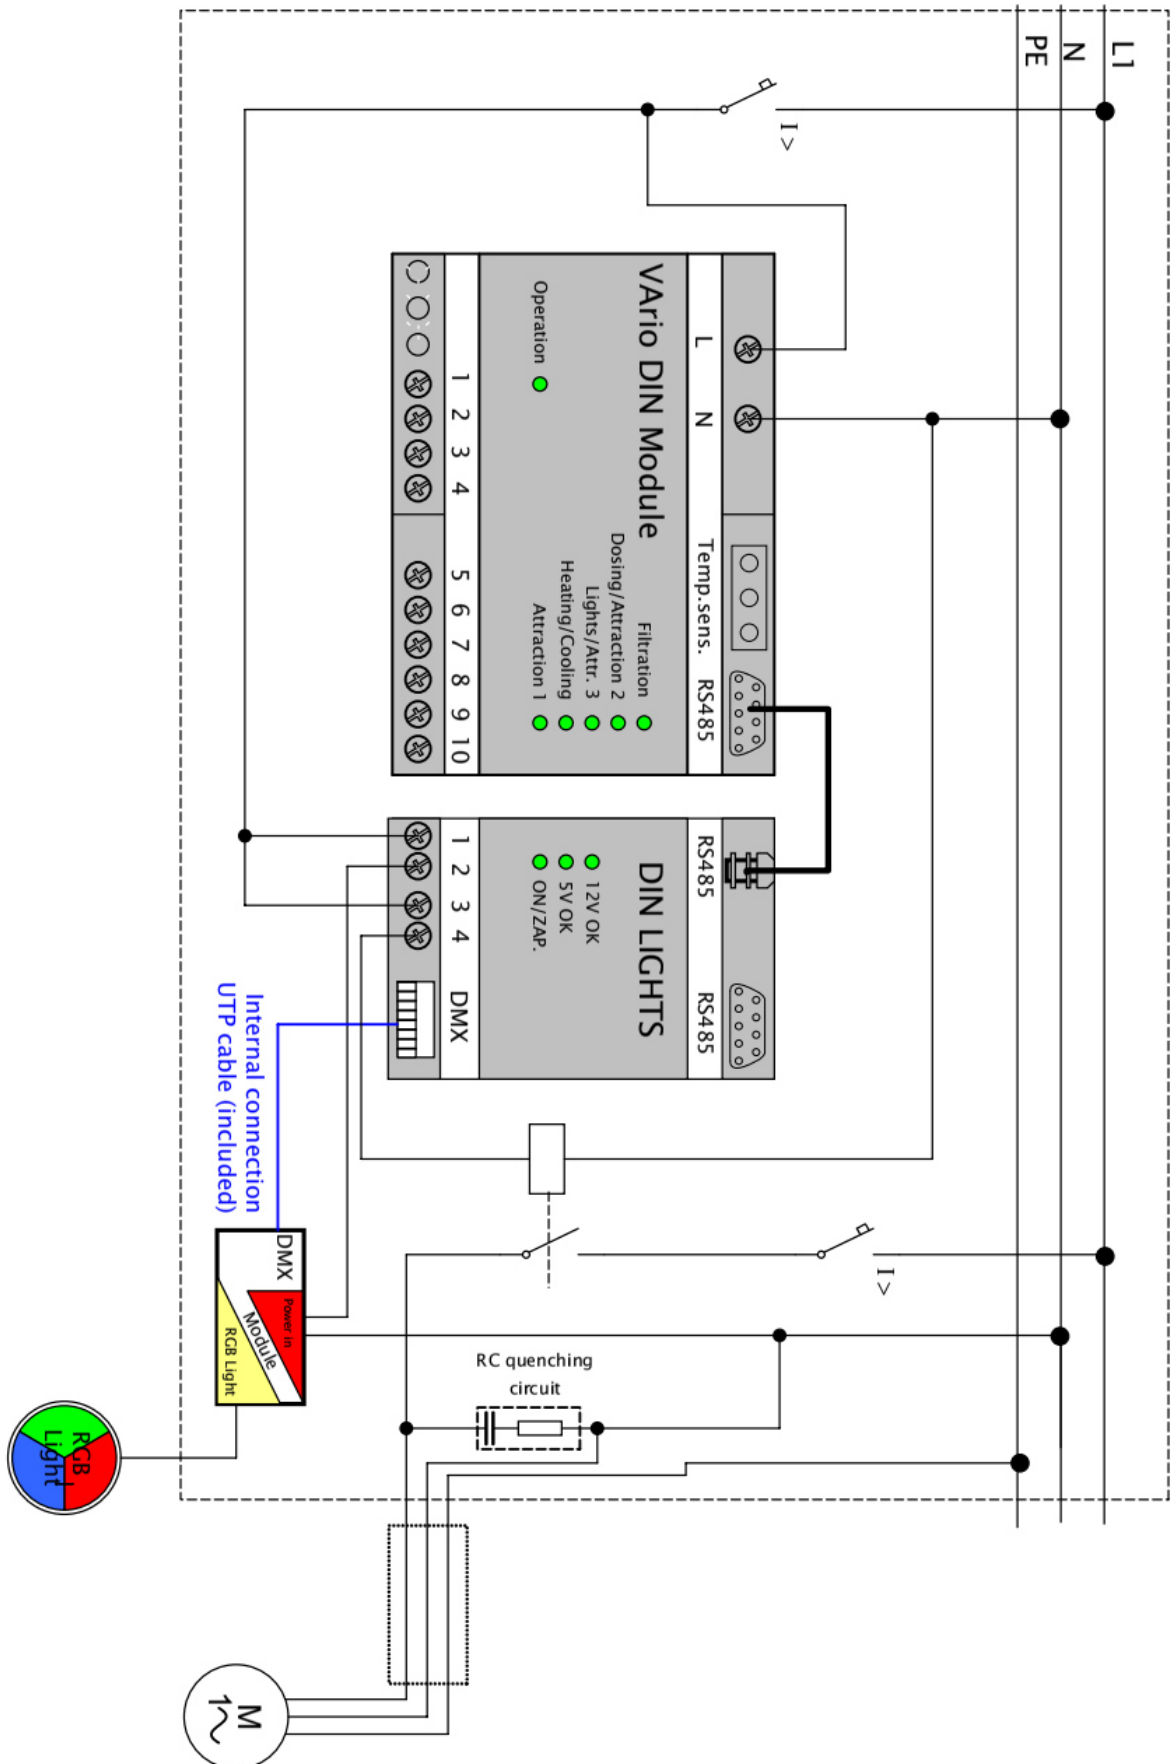 L1
N
PE
I >
VArio DIN Module
L
N
Temp.sens.
RS485
Operation
Filtration
Dosing/Attraction 2
Lights/Attr. 3
Heating/Cooling
Attraction 1
1 2 3 4
5 6 7 8 9 10
DIN LIGHTS
RS485
RS485
12V OK
5V OK
ON/ZAP.
1 2 3 4
DMX
Internal connection
UTP cable (included)
I >
DMX
Power in
Module
RGB Light
RC quenching
circuit
RGB
Light
M
1~